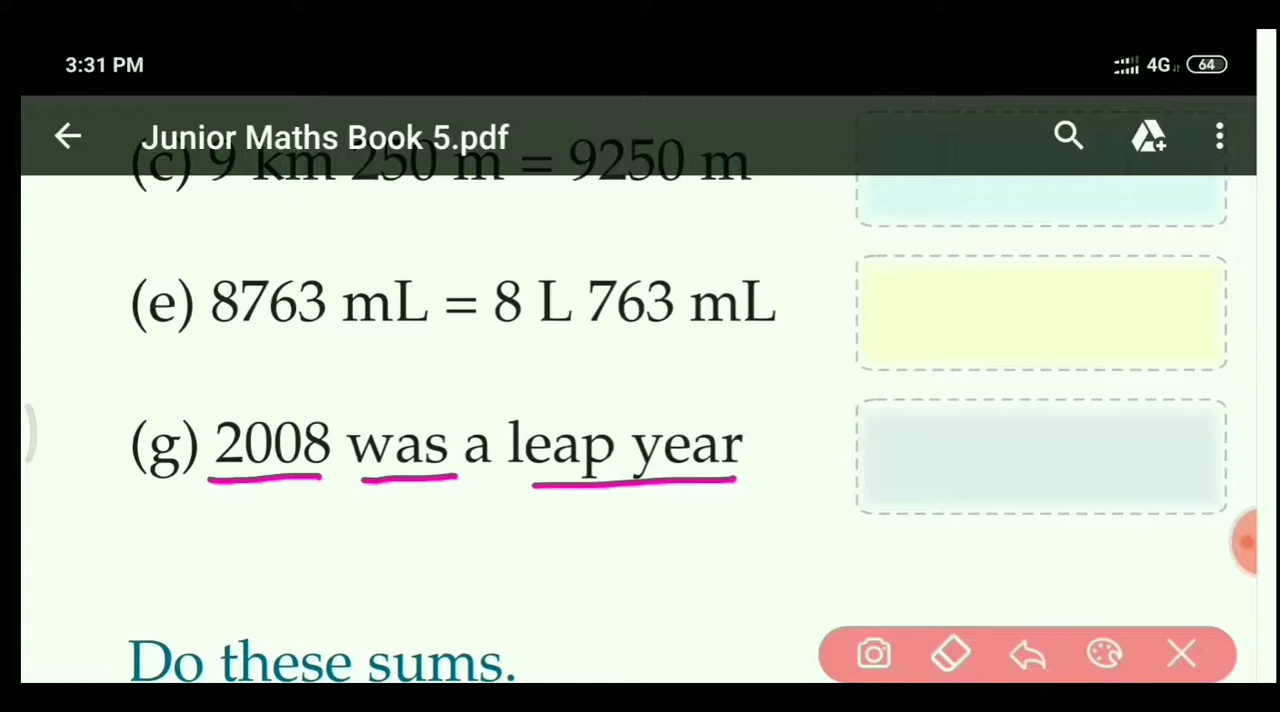 3:31 PM 4G 64
Junior Maths Book 5.pdf
(c) 9 km 250 m = 9250 m
(e) 8763 mL = 8 L 763 mL
(g) 2008 was a leap year
Do these sums.